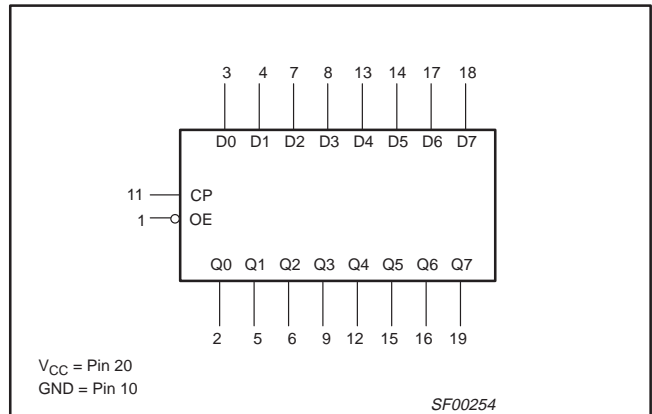 3 4 7 8 13 14 17 18
D0 D1 D2 D3 D4 D5 D6 D7
11 CP
1 OE
Q0 Q1 Q2 Q3 Q4 Q5 Q6 Q7
2 5 6 9 12 15 16 19
VCC = Pin 20
GND = Pin 10
SF00254